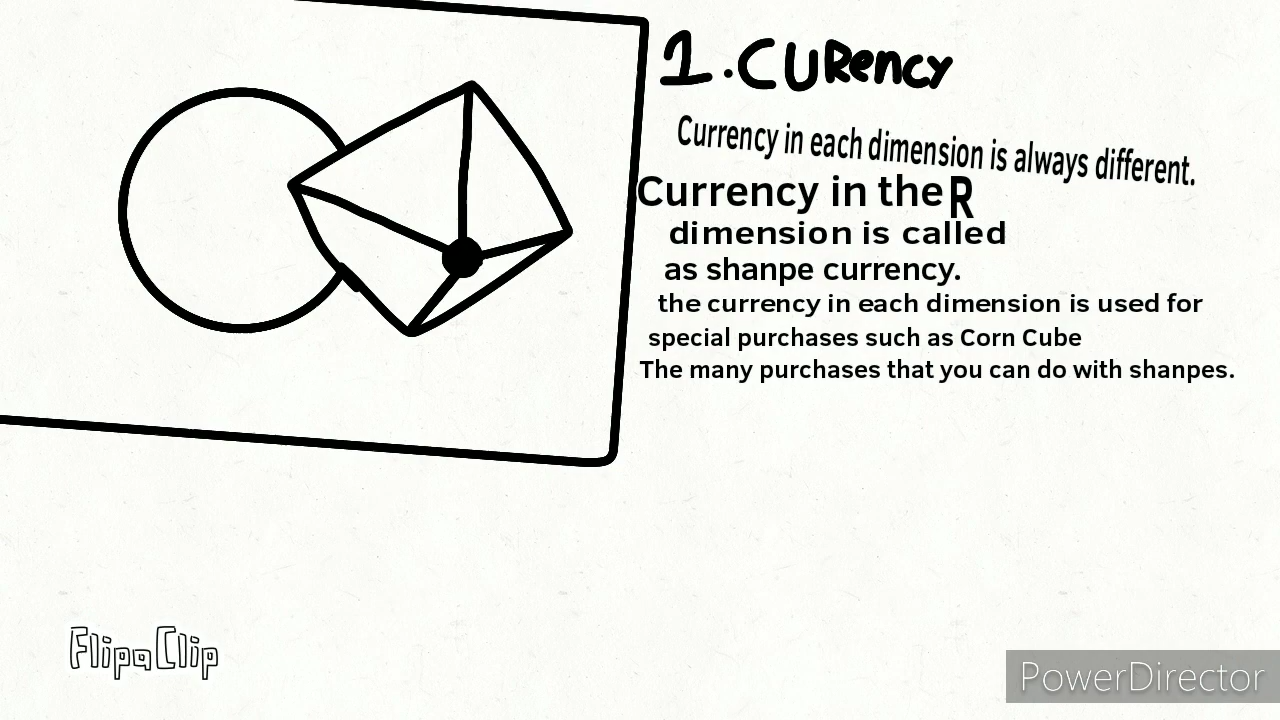 1. CURency
Currency in each dimension is always different.
Currency in the R
dimension is called
as shanpe currency.
the currency in each dimension is used for
special purchases such as Corn Cube
The many purchases that you can do with shanpes.
FlipaClip
PowerDirector